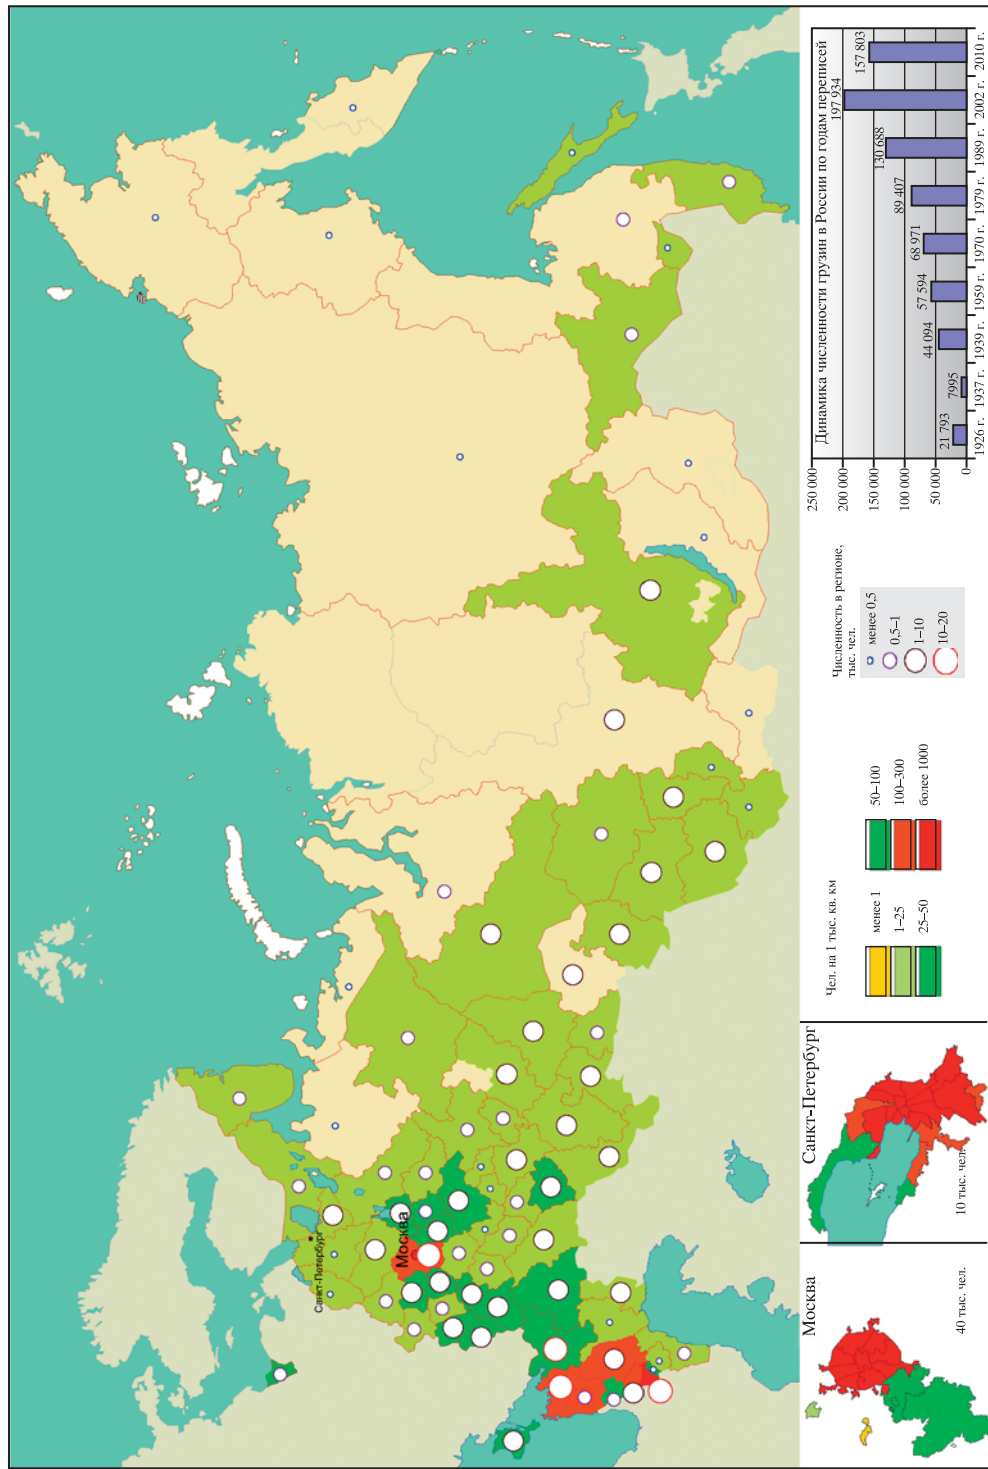 Москва
Санкт-Петербург
Москва
40 тыс. чел.
Санкт-Петербург
10 тыс. чел.
Чел. на 1 тыс. кв. км
менее 1
1–25
25–50
50–100
100–300
более 1000
Численность в регионе,
тыс. чел.
менее 0,5
0,5–1
1–10
10–20
Динамика численности грузин в России по годам переписей
250 000
200 000
150 000
100 000
50 000
0
21 793
7995
44 094
57 594
68 971
89 407
130 688
197 934
157 803
1926 г.
1937 г.
1939 г.
1959 г.
1970 г.
1979 г.
1989 г.
2002 г.
2010 г.